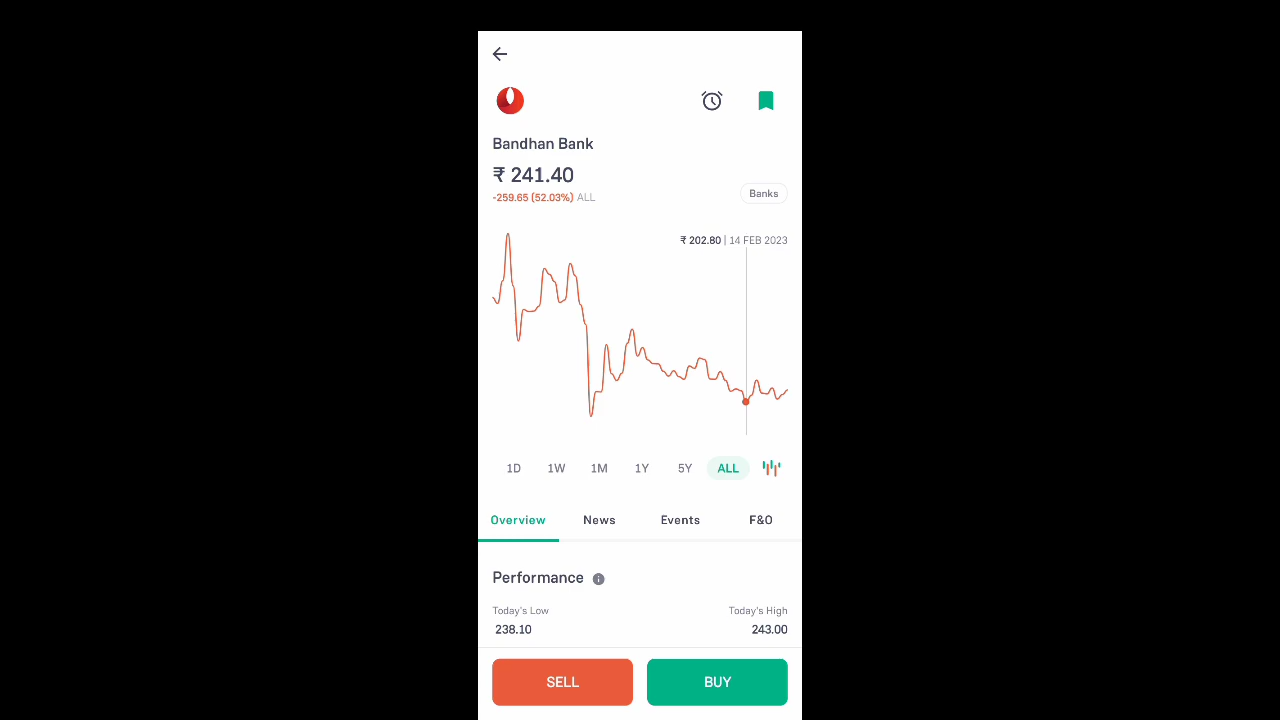 Bandhan Bank
₹ 241.40
-259.65 (52.03%) ALL
Banks
₹ 202.80 | 14 FEB 2023
1D 1W 1M 1Y 5Y ALL
Overview News Events F&O
Performance
Today's Low Today's High
238.10 243.00
SELL BUY